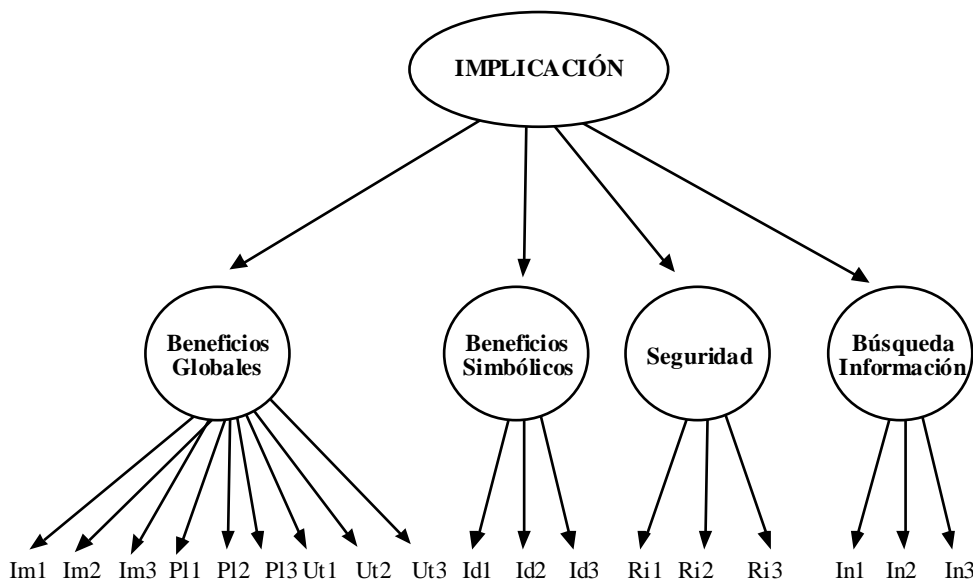 IMPLICACIÓN
Beneficios
Globales
Beneficios
Simbólicos
Seguridad
Búsqueda
Información
Im1 Im2 Im3 Pl1 Pl2 Pl3 Ut1 Ut2 Ut3 Id1 Id2 Id3 Ri1 Ri2 Ri3 In1 In2 In3